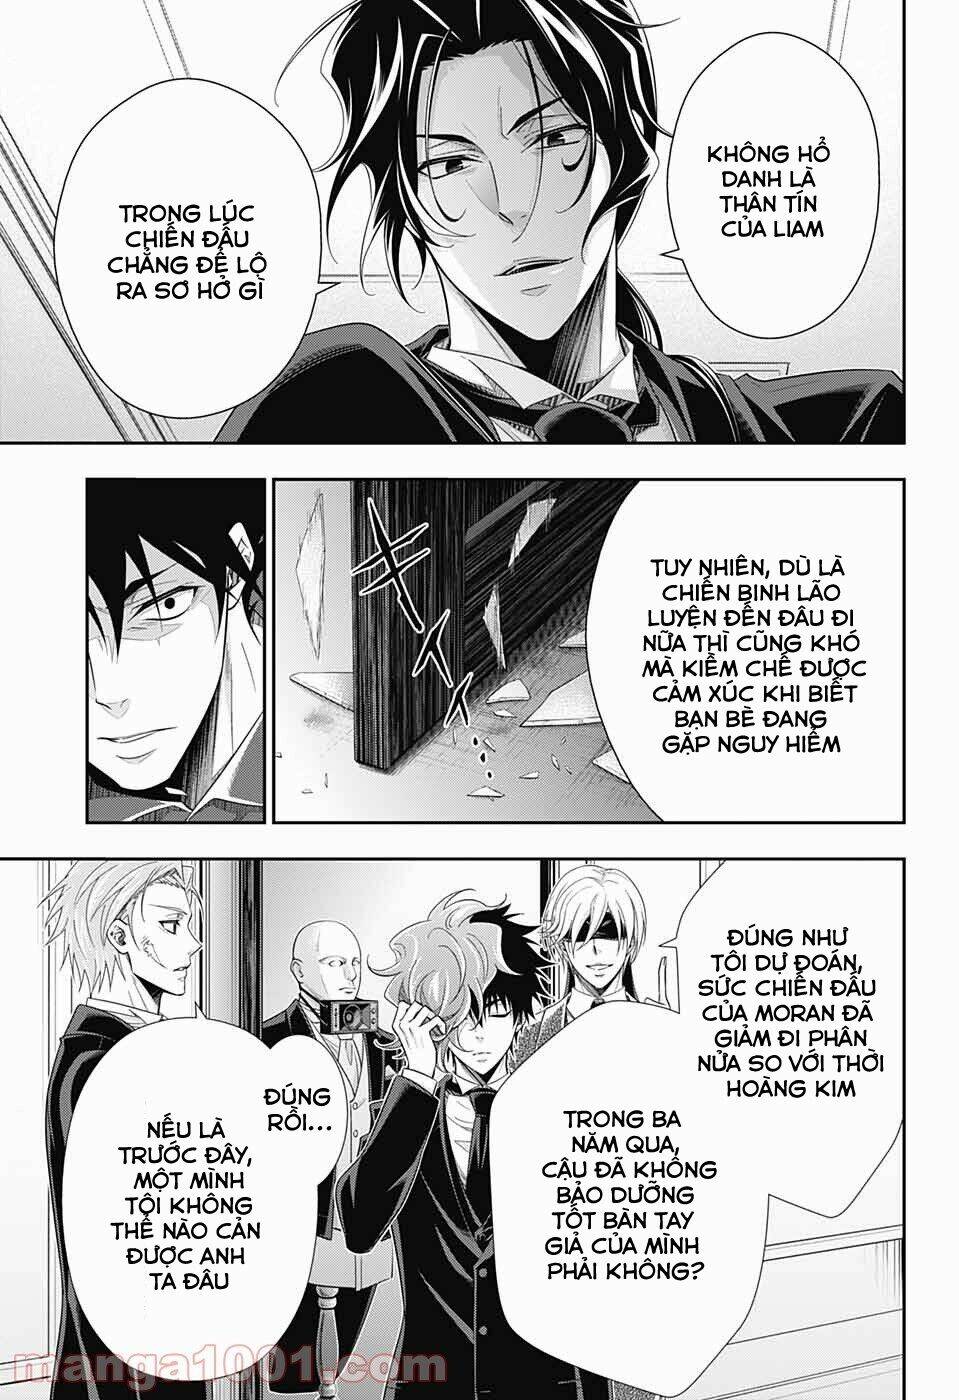 KHÔNG HỔ
DANH LÀ
THÂN TÍN
CỦA LIAM
TRONG LÚC
CHIẾN ĐẤU
CHẲNG ĐỂ LỘ
RA SƠ HỞ GÌ
TUY NHIÊN, DÙ LÀ
CHIẾN BINH LÃO
LUYỆN ĐẾN ĐÂU ĐI
NỮA THÌ CŨNG KHÓ
MÀ KIỀM CHẾ ĐƯỢC
CẢM XÚC KHI BIẾT
BẠN BÈ ĐANG
GẶP NGUY HIỂM
ĐÚNG NHƯ
TÔI DỰ ĐOÁN,
SỨC CHIẾN ĐẤU
CỦA MORAN ĐÃ
GIẢM ĐI PHÂN
NỬA SO VỚI THỜI
HOÀNG KIM
TRONG BA
NĂM QUA,
CẬU ĐÃ KHÔNG
BẢO DƯỠNG
TỐT BÀN TAY
GIẢ CỦA MÌNH
PHẢI KHÔNG?
ĐÚNG
RỒI...
NẾU LÀ
TRƯỚC ĐÂY,
MỘT MÌNH
TỘI KHÔNG
THỂ NÀO CẢN
ĐƯỢC ANH
TA ĐÂU
manga1001.com